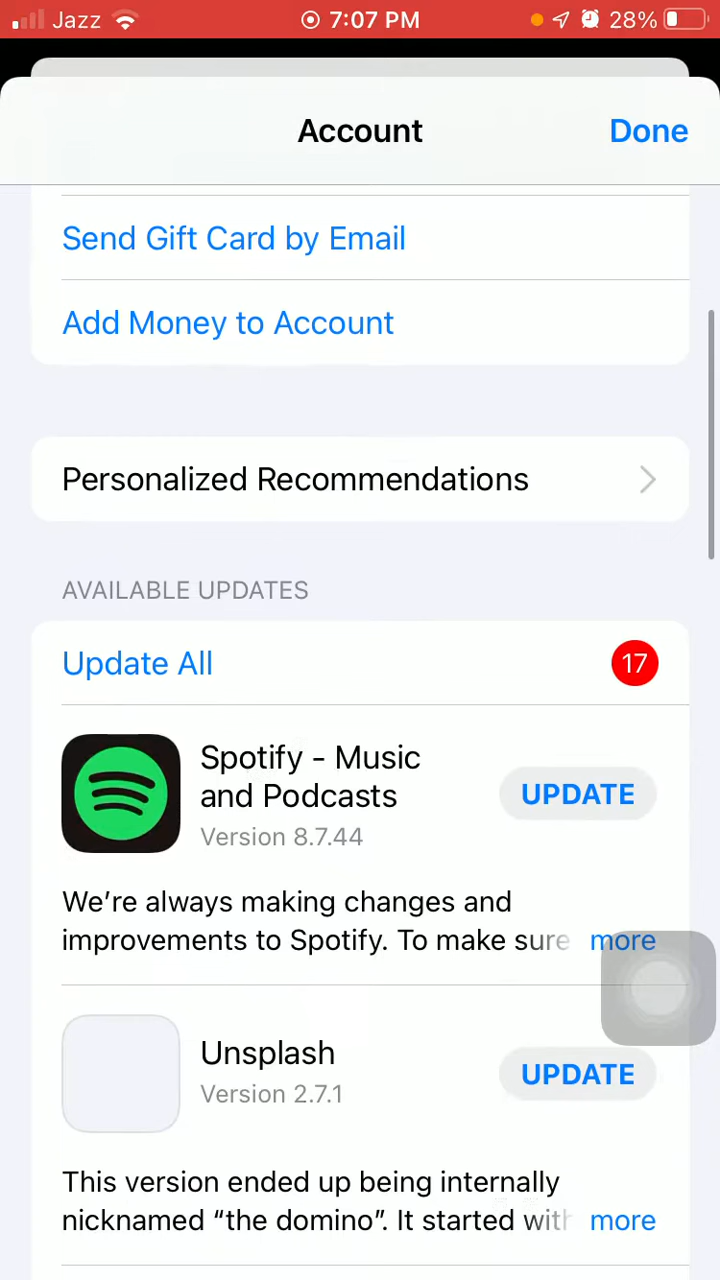 Jazz 7:07 PM 28%
Account Done
Send Gift Card by Email
Add Money to Account
Personalized Recommendations
AVAILABLE UPDATES
Update All 17
Spotify - Music
and Podcasts
UPDATE
Version 8.7.44
We’re always making changes and
improvements to Spotify. To make sure more
Unsplash
UPDATE
Version 2.7.1
This version ended up being internally
nicknamed “the domino”. It started with more